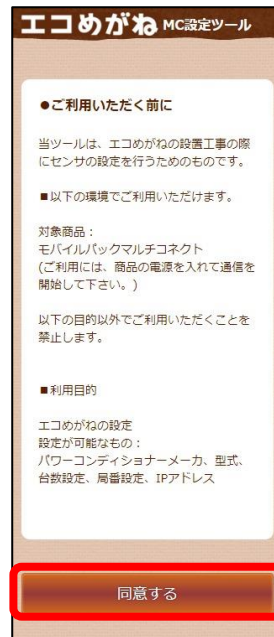 エコめがね MC設定ツール
●ご利用いただく前に
当ツールは、エコめがねの設置工事の際
にセンサの設定を行うためのものです。
■以下の環境でご利用いただけます。
対象商品：
モバイルパックマルチコネクト
(ご利用には、商品の電源を入れて通信を
開始して下さい。)
以下の目的以外でご利用いただくことを
禁止します。
■利用目的
エコめがねの設定
設定が可能なもの：
パワーコンディショナーメーカ、型式、
台数設定、局番設定、IPアドレス
同意する